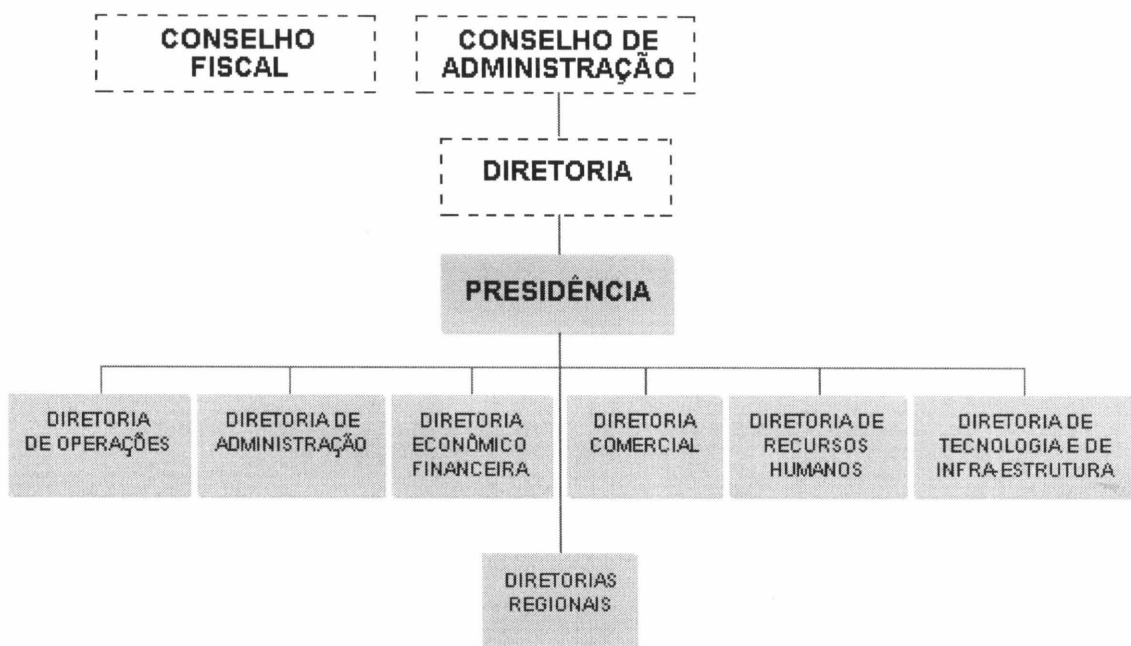 CONSELHO
FISCAL
CONSELHO DE
ADMINISTRAÇÃO
DIRETORIA
PRESIDÊNCIA
DIRETORIA
DE OPERAÇÕES
DIRETORIA DE
ADMINISTRAÇÃO
DIRETORIA
ECONÔMICO
FINANCEIRA
DIRETORIA
COMERCIAL
DIRETORIA DE
RECURSOS
HUMANOS
DIRETORIA DE
TECNOLOGIA E DE
INFRA-ESTRUTURA
DIRETORIAS
REGIONAIS